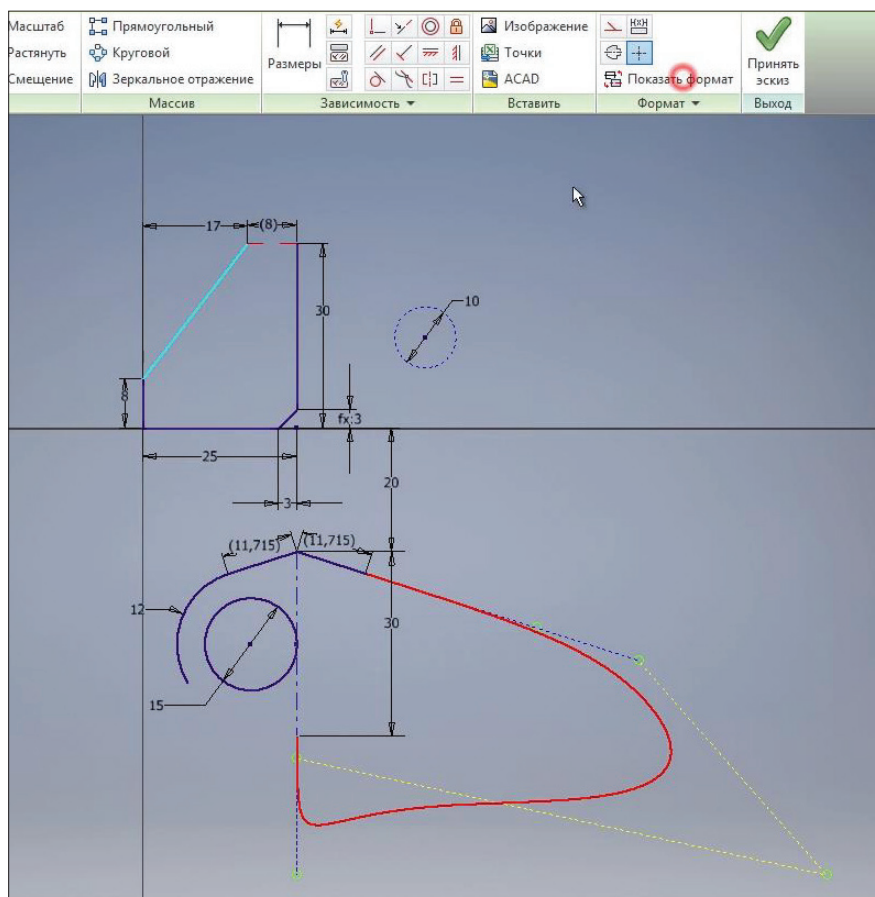 Масштаб
Растянуть
Смещение
Прямоугольный
Круговой
Зеркальное отражение
Массив
Размеры
Зависимость
Изображение
Точки
ACAD
Вставить
Показать формат
Формат
Принять
эскиз
Выход
17
(8)
30
10
8
fx:3
25
3
20
(11,715)
(11,715)
12
30
15